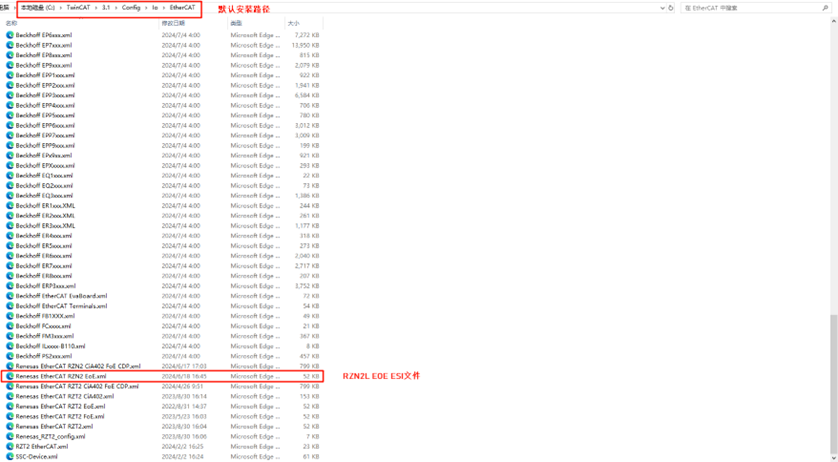 电脑 › 本地磁盘 (C:) › TwinCAT › 3.1 › Config › Io › EtherCAT 默认安装路径 在 EtherCAT 中搜索
名称 修改日期 类型 大小
Beckhoff EP6xxx.xml 2024/7/4 4:00 Microsoft Edge ... 7,272 KB
Beckhoff EP7xxx.xml 2024/7/4 4:00 Microsoft Edge ... 13,950 KB
Beckhoff EP8xxx.xml 2024/7/4 4:00 Microsoft Edge ... 815 KB
Beckhoff EP9xxx.xml 2024/7/4 4:00 Microsoft Edge ... 2,079 KB
Beckhoff EPP1xxx.xml 2024/7/4 4:00 Microsoft Edge ... 922 KB
Beckhoff EPP2xxx.xml 2024/7/4 4:00 Microsoft Edge ... 1,941 KB
Beckhoff EPP3xxx.xml 2024/7/4 4:00 Microsoft Edge ... 6,584 KB
Beckhoff EPP4xxx.xml 2024/7/4 4:00 Microsoft Edge ... 706 KB
Beckhoff EPP5xxx.xml 2024/7/4 4:00 Microsoft Edge ... 780 KB
Beckhoff EPP6xxx.xml 2024/7/4 4:00 Microsoft Edge ... 3,012 KB
Beckhoff EPP7xxx.xml 2024/7/4 4:00 Microsoft Edge ... 3,009 KB
Beckhoff EPP9xxx.xml 2024/7/4 4:00 Microsoft Edge ... 199 KB
Beckhoff EPx9xx.xml 2024/7/4 4:00 Microsoft Edge ... 921 KB
Beckhoff EPXxxxx.xml 2024/7/4 4:00 Microsoft Edge ... 293 KB
Beckhoff EQ1xxx.xml 2024/7/4 4:00 Microsoft Edge ... 22 KB
Beckhoff EQ2xxx.xml 2024/7/4 4:00 Microsoft Edge ... 73 KB
Beckhoff EQ3xxx.xml 2024/7/4 4:00 Microsoft Edge ... 1,386 KB
Beckhoff ER1xxx.XML 2024/7/4 4:00 Microsoft Edge ... 244 KB
Beckhoff ER2xxx.XML 2024/7/4 4:00 Microsoft Edge ... 261 KB
Beckhoff ER3xxx.XML 2024/7/4 4:00 Microsoft Edge ... 1,177 KB
Beckhoff ER4xxx.xml 2024/7/4 4:00 Microsoft Edge ... 318 KB
Beckhoff ER5xxx.xml 2024/7/4 4:00 Microsoft Edge ... 273 KB
Beckhoff ER6xxx.xml 2024/7/4 4:00 Microsoft Edge ... 2,040 KB
Beckhoff ER7xxx.xml 2024/7/4 4:00 Microsoft Edge ... 2,717 KB
Beckhoff ER8xxx.xml 2024/7/4 4:00 Microsoft Edge ... 207 KB
Beckhoff ERP3xxx.xml 2024/7/4 4:00 Microsoft Edge ... 3,752 KB
Beckhoff EtherCAT EvaBoard.xml 2024/7/4 4:00 Microsoft Edge ... 72 KB
Beckhoff EtherCAT Terminals.xml 2024/7/4 4:00 Microsoft Edge ... 54 KB
Beckhoff FB1XXX.xml 2024/7/4 4:00 Microsoft Edge ... 49 KB
Beckhoff FCxxxx.xml 2024/7/4 4:00 Microsoft Edge ... 21 KB
Beckhoff FM3xxx.xml 2024/7/4 4:00 Microsoft Edge ... 367 KB
Beckhoff ILxxxx-B110.xml 2024/7/4 4:00 Microsoft Edge ... 8 KB
Beckhoff PS2xxx.xml 2024/7/4 4:00 Microsoft Edge ... 457 KB
Renesas EtherCAT RZN2 CiA402 FoE CDP.xml 2024/6/17 17:03 Microsoft Edge ... 799 KB
Renesas EtherCAT RZN2 EoE.xml 2024/6/18 16:45 Microsoft Edge ... 52 KB RZN2L EOE ESI文件
Renesas EtherCAT RZT2 CiA402 FoE CDP.xml 2024/4/26 9:51 Microsoft Edge ... 799 KB
Renesas EtherCAT RZT2 CiA402.xml 2023/8/30 16:14 Microsoft Edge ... 153 KB
Renesas EtherCAT RZT2 EoE.xml 2022/8/31 14:37 Microsoft Edge ... 52 KB
Renesas EtherCAT RZT2 FoE.xml 2023/5/23 16:03 Microsoft Edge ... 52 KB
Renesas EtherCAT RZT2.xml 2023/8/30 16:04 Microsoft Edge ... 52 KB
Renesas_RZT2_config.xml 2023/8/30 16:06 Microsoft Edge ... 7 KB
RZT2 EtherCAT.xml 2024/2/2 16:25 Microsoft Edge ... 23 KB
SSC-Device.xml 2024/2/2 16:24 Microsoft Edge ... 61 KB